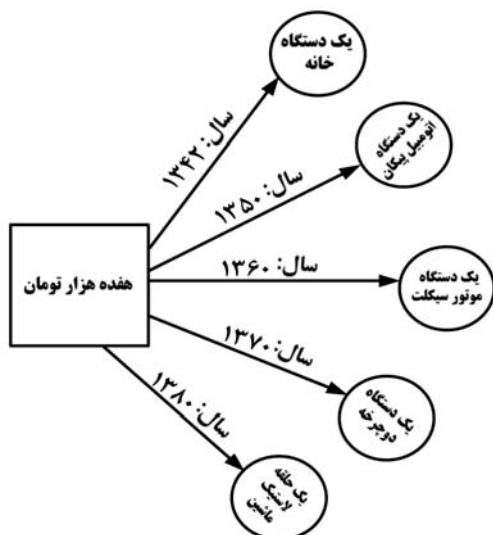 یک دستگاه
خانه
سال: ۱۳۴۲
یک دستگاه
اتومبیل پیکان
سال: ۱۳۵۰
هفده هزار تومان
سال: ۱۳۶۰
یک دستگاه
موتور سیکلت
سال: ۱۳۷۰
یک دستگاه
دوچرخه
سال: ۱۳۸۰
یک حلقه
لاستیک
ماشین